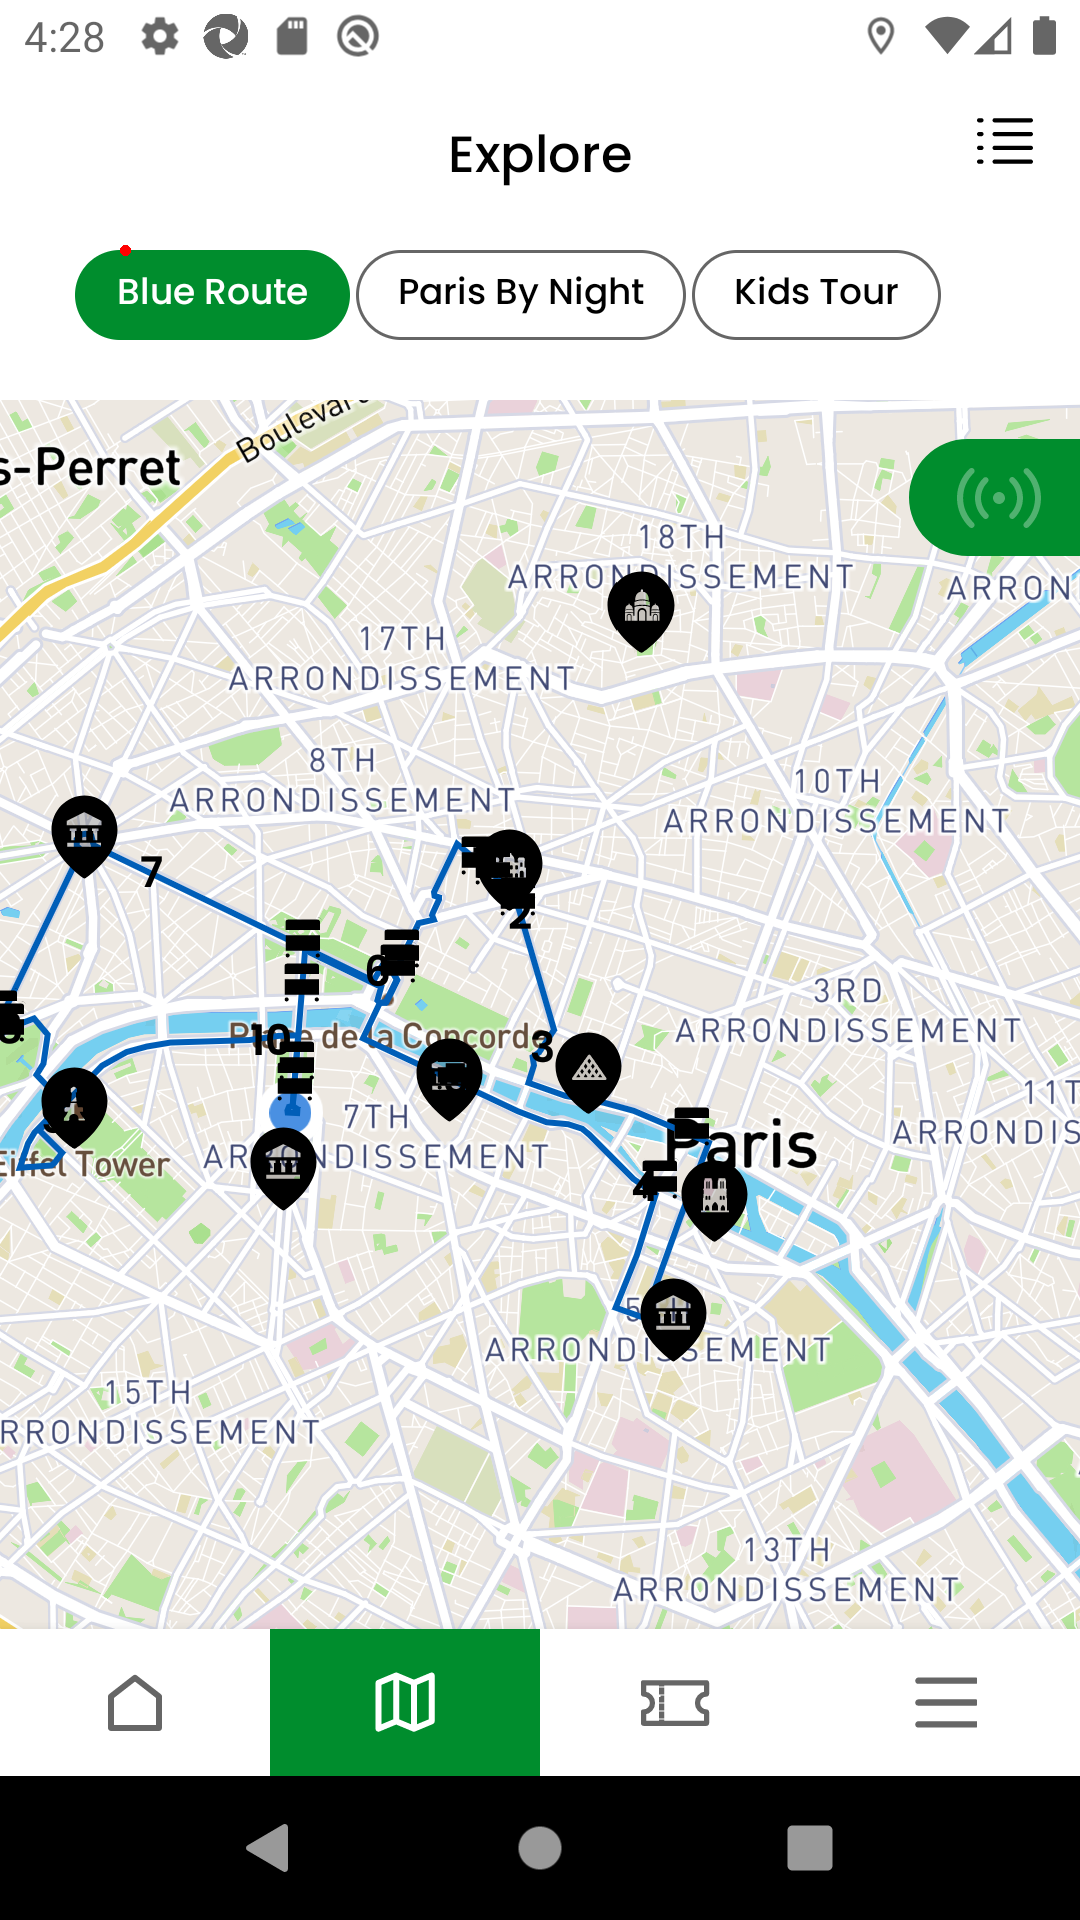 4:28
Explore
Blue Route
Paris By Night
Kids Tour
Boulevar
s-Perret
18TH
ARRONDISSEMENT
ARRON
17TH
ARRONDISSEMENT
8TH
ARRONDISSEMENT
10TH
ARRONDISSEMENT
7
2
6
3RD
ARRONDISSEMENT
10
Place de la Concorde
3
7TH
ARRONDISSEMENT
11T
ARRONDIS
Paris
Eiffel Tower
4
5
ARRONDISSEMENT
15TH
RRONDISSEMENT
13TH
ARRONDISSEMENT